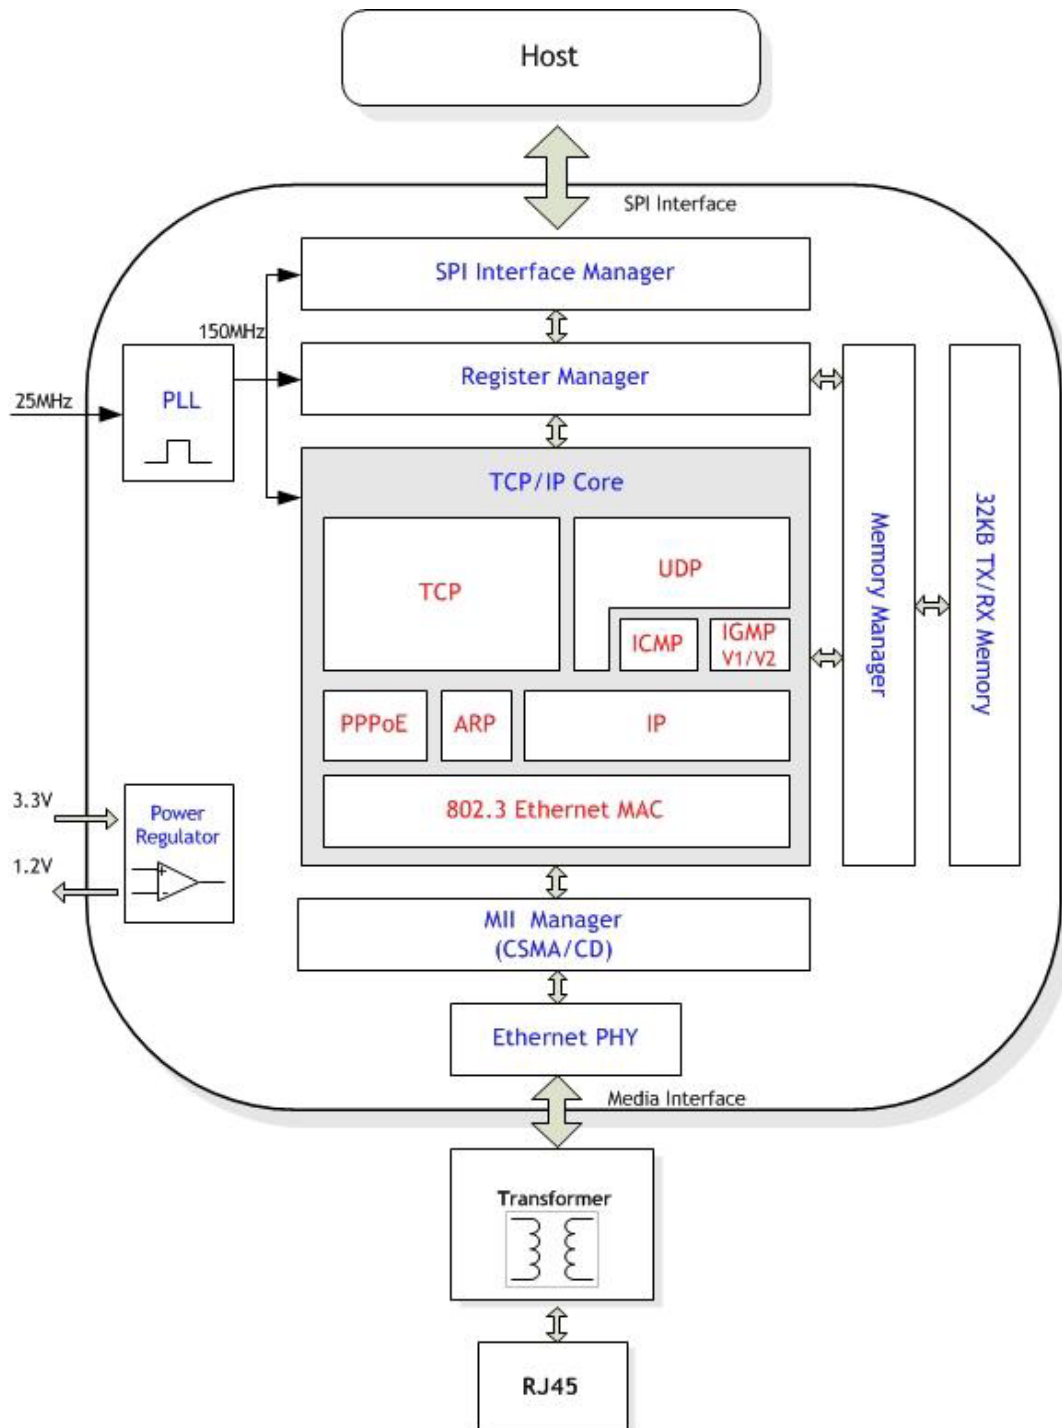 Host
SPI Interface
SPI Interface Manager
150MHz
Register Manager
25MHz
PLL
TCP/IP Core
TCP
UDP
ICMP
IGMP
V1/V2
PPPoE
ARP
IP
802.3 Ethernet MAC
Memory Manager
32KB TX/RX Memory
3.3V
1.2V
Power
Regulator
MII Manager
(CSMA/CD)
Ethernet PHY
Media Interface
Transformer
RJ45